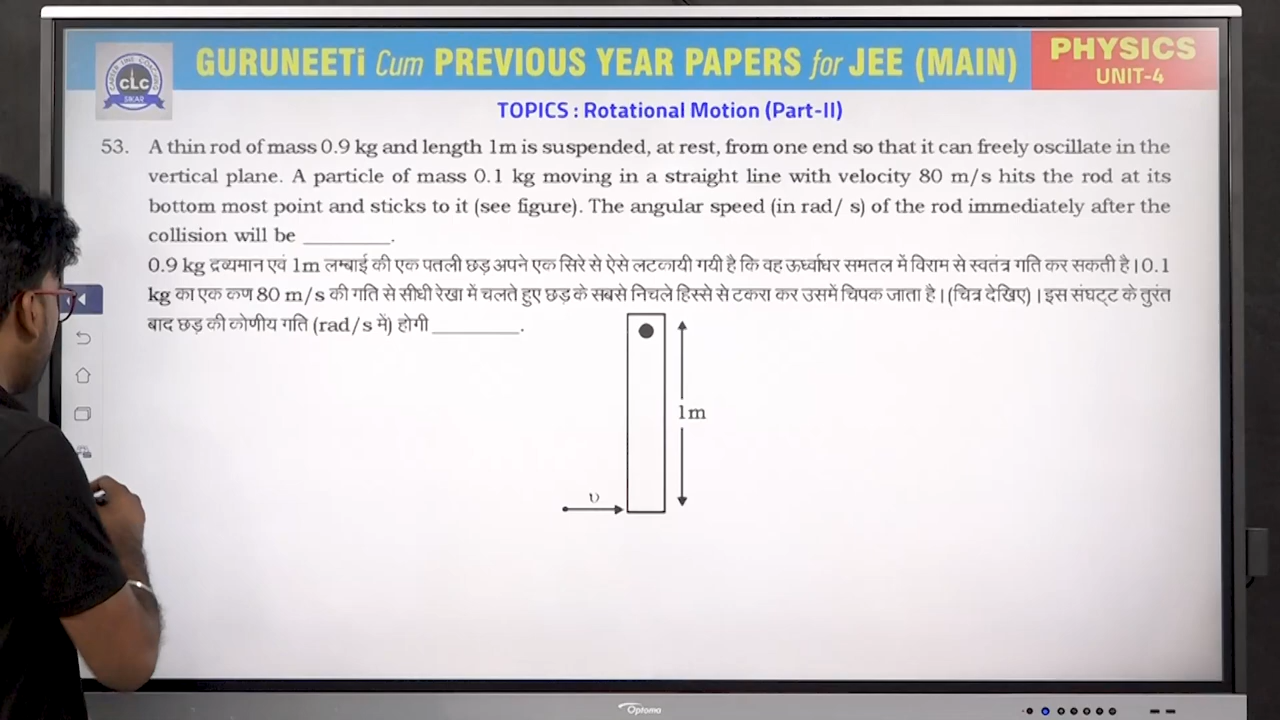 GURUNEETi Cum PREVIOUS YEAR PAPERS for JEE (MAIN)
PHYSICS
UNIT-4
CLC
SIKAR
TOPICS : Rotational Motion (Part-II)
53. A thin rod of mass 0.9 kg and length 1m is suspended, at rest, from one end so that it can freely oscillate in the
vertical plane. A particle of mass 0.1 kg moving in a straight line with velocity 80 m/s hits the rod at its
bottom most point and sticks to it (see figure). The angular speed (in rad/ s) of the rod immediately after the
collision will be _________.
0.9 kg द्रव्यमान एवं 1m लम्बाई की एक पतली छड़ अपने एक सिरे से ऐसे लटकायी गयी है कि वह ऊर्ध्वाधर समतल में विराम से स्वतंत्र गति कर सकती है। 0.1
kg का एक कण 80 m/s की गति से सीधी रेखा में चलते हुए छड़ के सबसे निचले हिस्से से टकरा कर उसमें चिपक जाता है। (चित्र देखिए)। इस संघट्ट के तुरंत
बाद छड़ की कोणीय गति (rad/s में) होगी _________.
1m
υ
Optoma